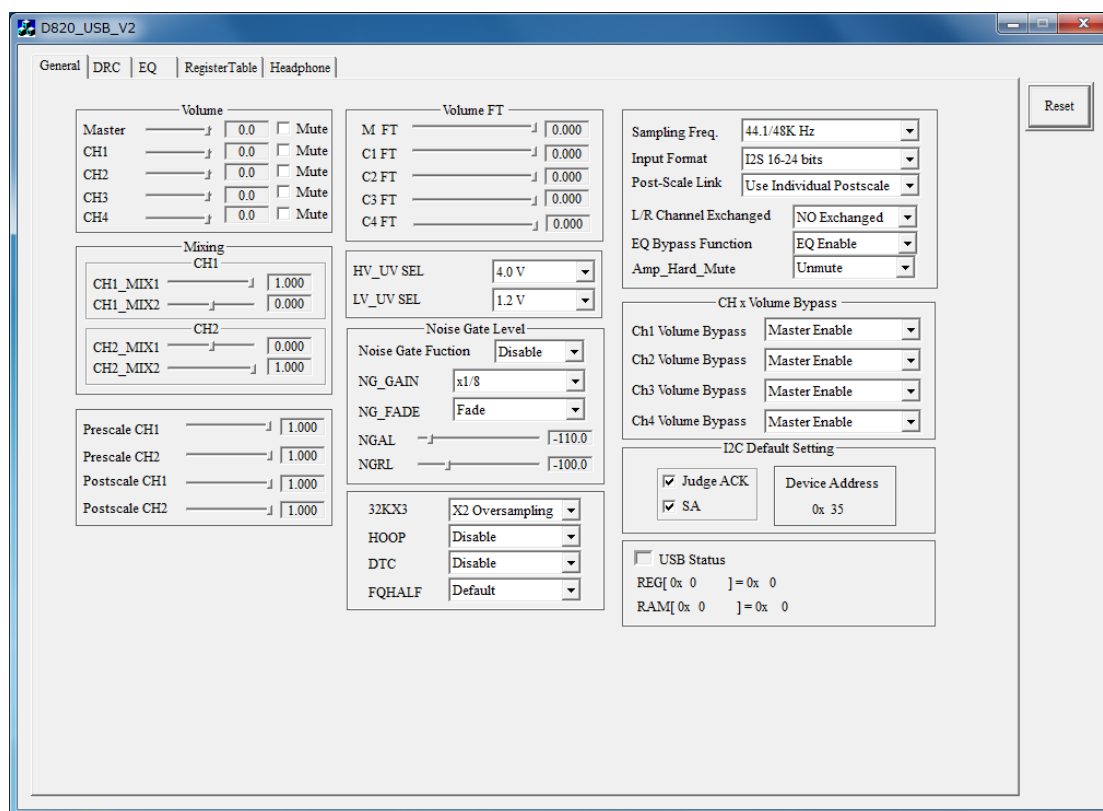 D820_USB_V2
General DRC EQ RegisterTable Headphone
Reset
Volume
Master 0.0 Mute
CH1 0.0 Mute
CH2 0.0 Mute
CH3 0.0 Mute
CH4 0.0 Mute
Mixing
CH1
CH1_MIX1 1.000
CH1_MIX2 0.000
CH2
CH2_MIX1 0.000
CH2_MIX2 1.000
Prescale CH1 1.000
Prescale CH2 1.000
Postscale CH1 1.000
Postscale CH2 1.000
Volume FT
M FT 0.000
C1 FT 0.000
C2 FT 0.000
C3 FT 0.000
C4 FT 0.000
HV_UV SEL 4.0 V
LV_UV SEL 1.2 V
Noise Gate Level
Noise Gate Fuction Disable
NG_GAIN x1/8
NG_FADE Fade
NGAL -110.0
NGRL -100.0
32KX3 X2 Oversampling
HOOP Disable
DTC Disable
FQHALF Default
Sampling Freq. 44.1/48K Hz
Input Format I2S 16-24 bits
Post-Scale Link Use Individual Postscale
L/R Channel Exchanged NO Exchanged
EQ Bypass Function EQ Enable
Amp_Hard_Mute Unmute
CH x Volume Bypass
Ch1 Volume Bypass Master Enable
Ch2 Volume Bypass Master Enable
Ch3 Volume Bypass Master Enable
Ch4 Volume Bypass Master Enable
I2C Default Setting
Judge ACK
SA
Device Address
0x 35
USB Status
REG[ 0x 0 ] = 0x 0
RAM[ 0x 0 ] = 0x 0